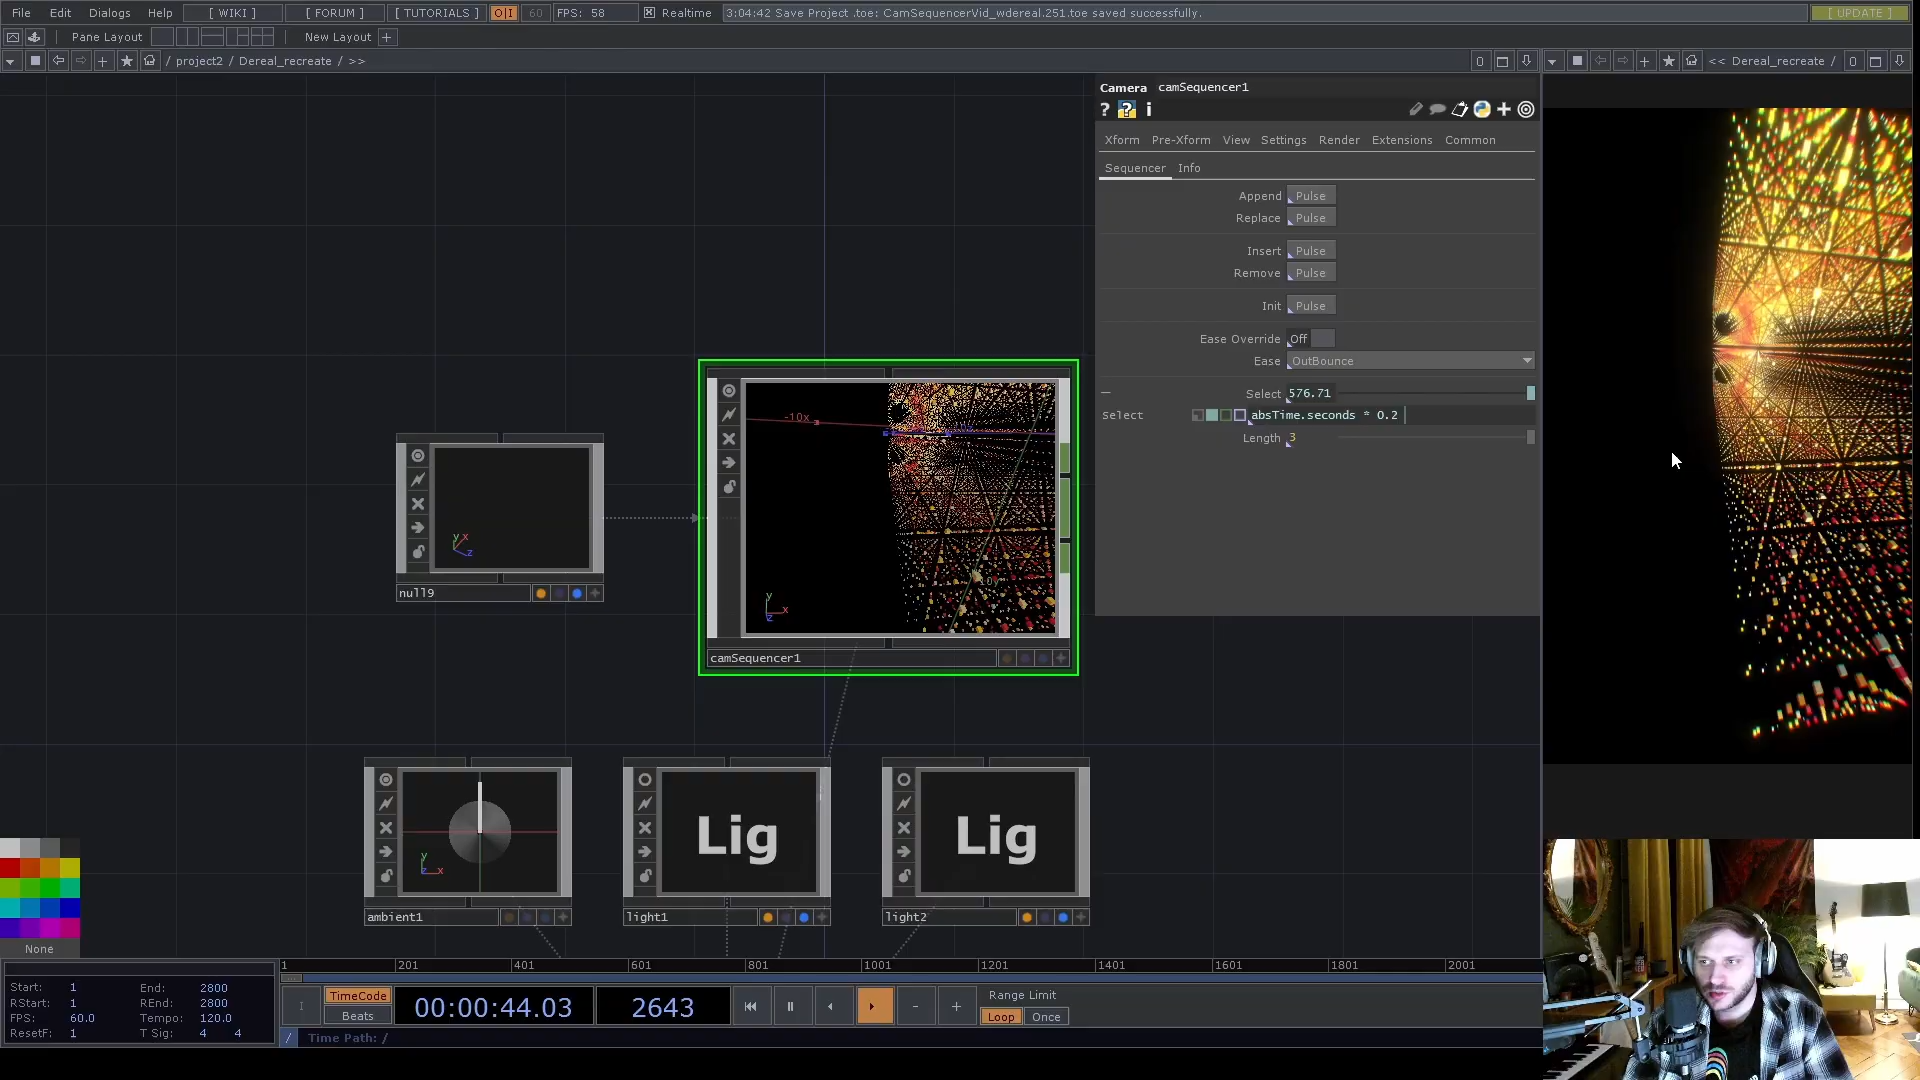 File Edit Dialogs Help [ WIKI ] [ FORUM ] [ TUTORIALS ] O|I 60 FPS: 58 Realtime 3:04:42 Save Project .toe: CamSequencerVid_wdereal.251.toe saved successfully. [ UPDATE ]
Pane Layout New Layout +
/ project2 / Dereal_recreate / >> 0 << Dereal_recreate / 0
Camera camSequencer1
? ? i
Xform Pre-Xform View Settings Render Extensions Common
Sequencer Info
Append Pulse
Replace Pulse
Insert Pulse
Remove Pulse
Init Pulse
Ease Override Off
Ease OutBounce
Select 576.71
Select absTime.seconds * 0.2
Length 3
-10x
10y
y x z
null9
y x z
camSequencer1
y x z
Lig
Lig
ambient1
light1
light2
None
1 201 401 601 801 1001 1201 1401 1601 1801 2001
Start: 1 End: 2800
RStart: 1 REnd: 2800
FPS: 60.0 Tempo: 120.0
ResetF: 1 T Sig: 4 4
TimeCode
Beats
00:00:44.03 2643
Range Limit
Loop Once
/ Time Path: /